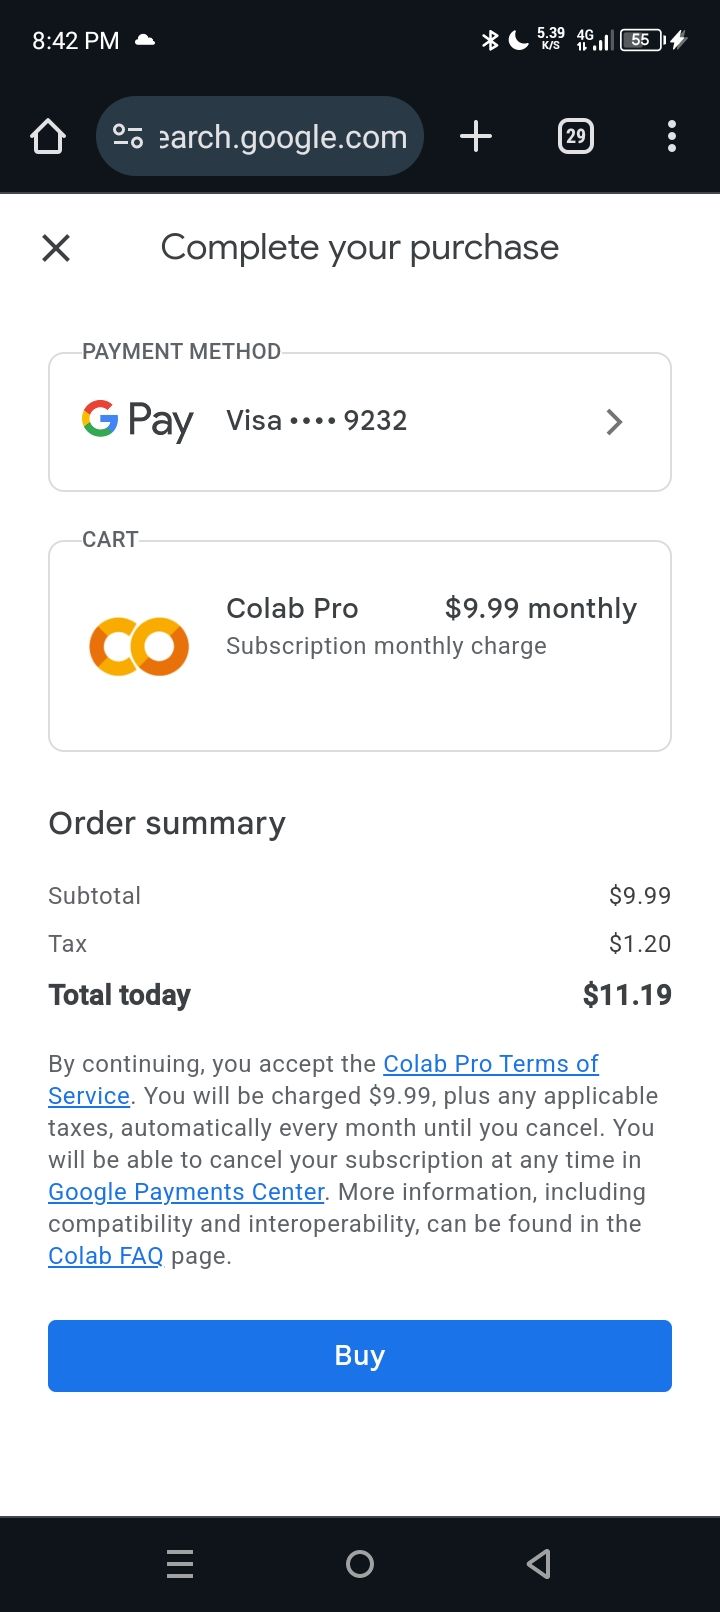 8:42 PM
5.39
K/S
4G
55
earch.google.com
29
Complete your purchase
PAYMENT METHOD
G Pay Visa •••• 9232
CART
Colab Pro $9.99 monthly
Subscription monthly charge
Order summary
Subtotal $9.99
Tax $1.20
Total today $11.19
By continuing, you accept the Colab Pro Terms of
Service. You will be charged $9.99, plus any applicable
taxes, automatically every month until you cancel. You
will be able to cancel your subscription at any time in
Google Payments Center. More information, including
compatibility and interoperability, can be found in the
Colab FAQ page.
Buy